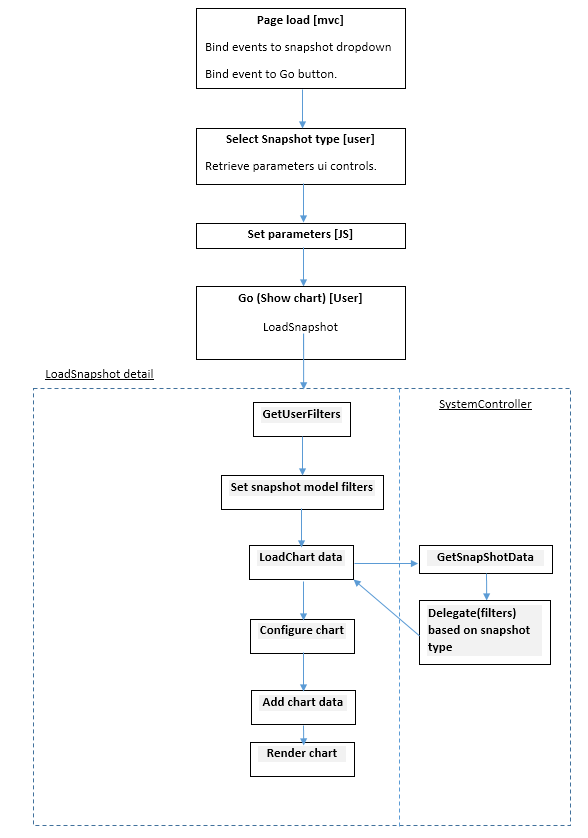 Page load [mvc]
Bind events to snapshot dropdown
Bind event to Go button.
Select Snapshot type [user]
Retrieve parameters ui controls.
Set parameters [JS]
Go (Show chart) [User]
LoadSnapshot
LoadSnapshot detail
SystemController
GetUserFilters
Set snapshot model filters
LoadChart data
GetSnapShotData
Delegate(filters)
based on snapshot
type
Configure chart
Add chart data
Render chart